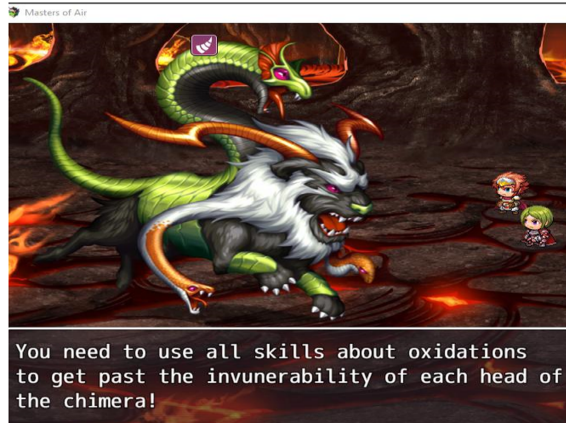 Masters of Air
You need to use all skills about oxidations
to get past the invunerability of each head of
the chimera!